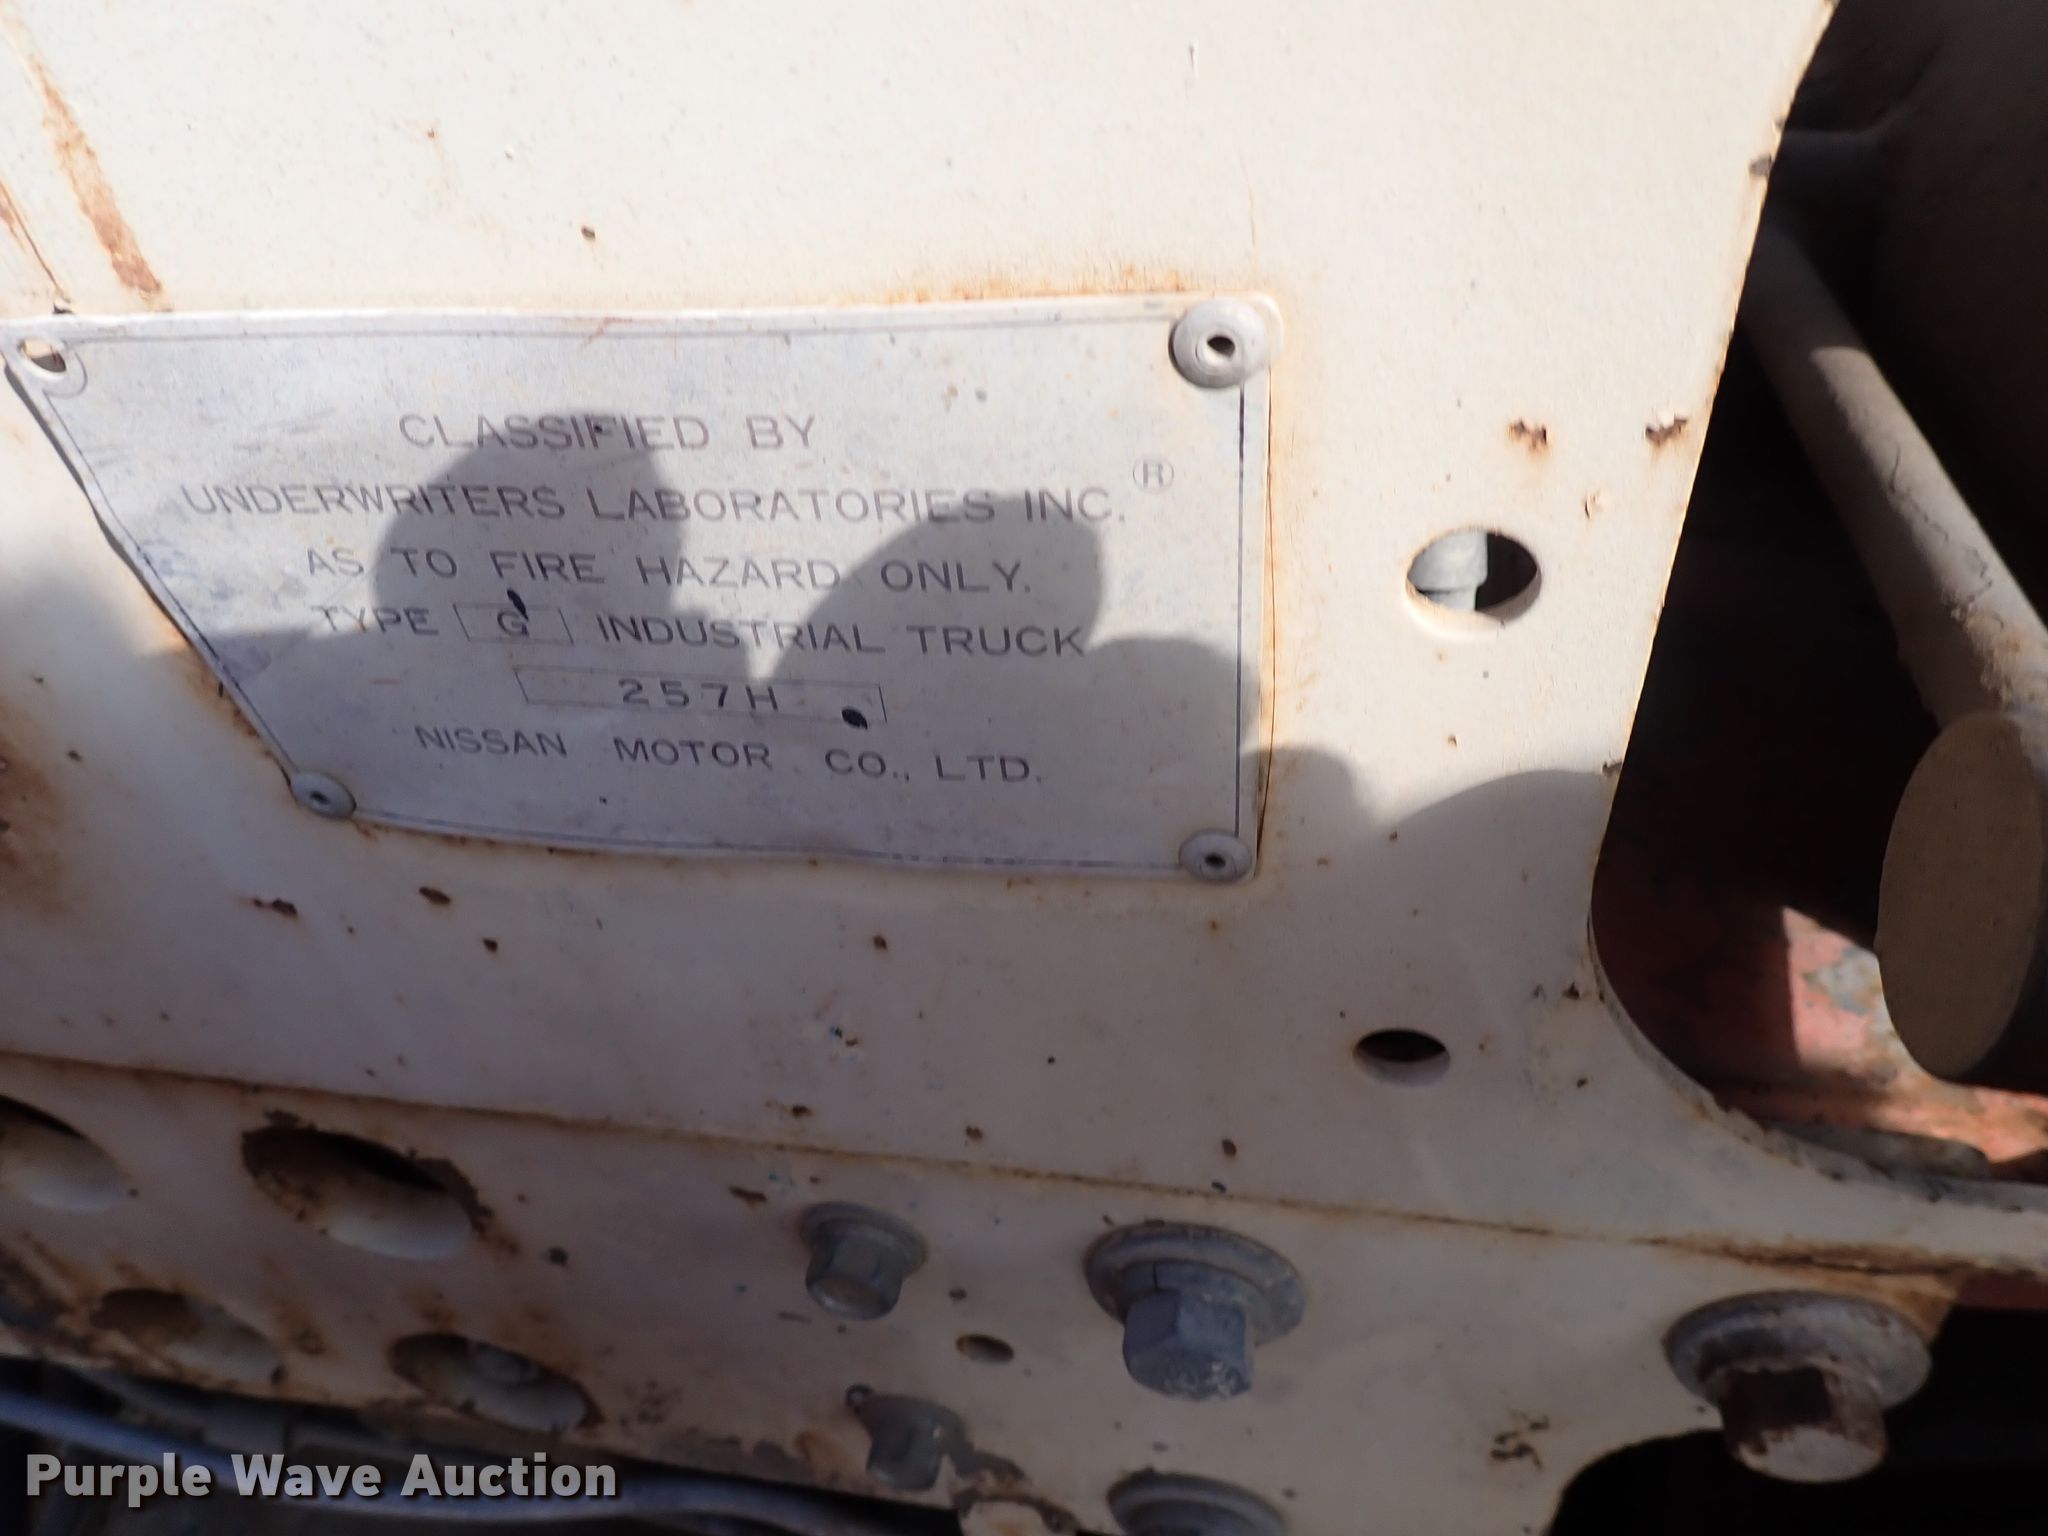 CLASSIFIED BY
UNDERWRITERS LABORATORIES INC.®
AS TO FIRE HAZARD ONLY.
TYPE G INDUSTRIAL TRUCK
257H
NISSAN MOTOR CO., LTD.
Purple Wave Auction